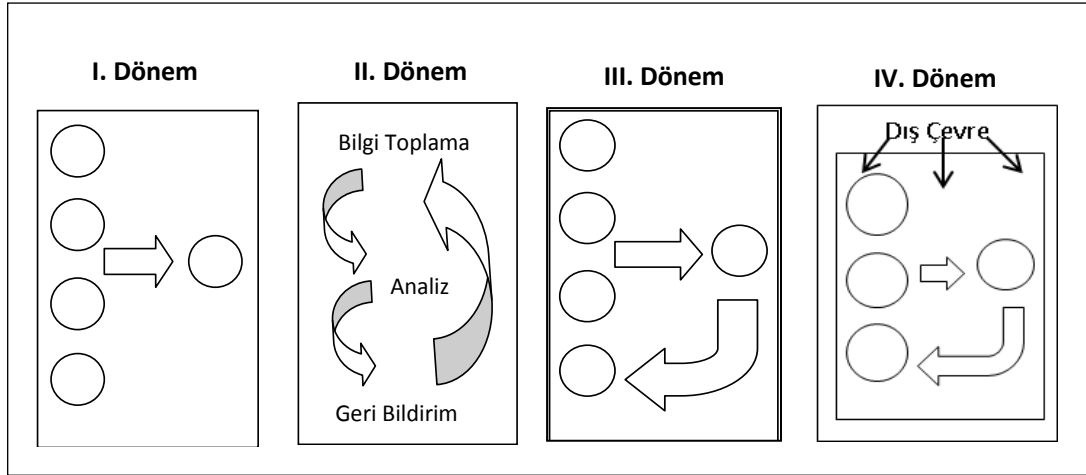 I. Dönem
II. Dönem
III. Dönem
IV. Dönem
Bilgi Toplama
Analiz
Geri Bildirim
Dış Çevre